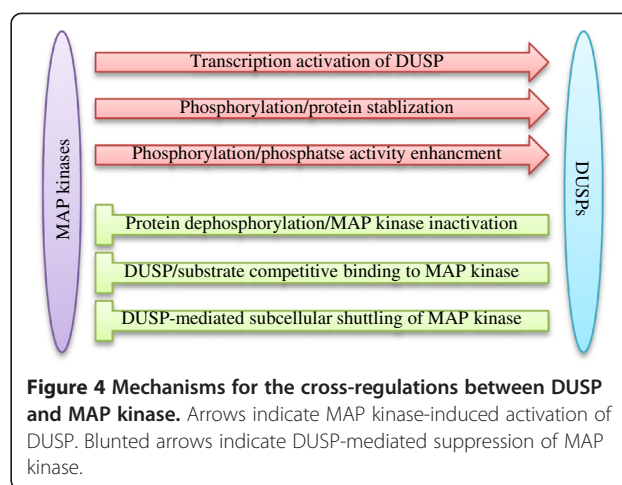 MAP kinases
Transcription activation of DUSP
Phosphorylation/protein stablization
Phosphorylation/phosphatse activity enhancment
Protein dephosphorylation/MAP kinase inactivation
DUSP/substrate competitive binding to MAP kinase
DUSP-mediated subcellular shuttling of MAP kinase
DUSPs
Figure 4 Mechanisms for the cross-regulations between DUSP
and MAP kinase. Arrows indicate MAP kinase-induced activation of
DUSP. Blunted arrows indicate DUSP-mediated suppression of MAP
kinase.